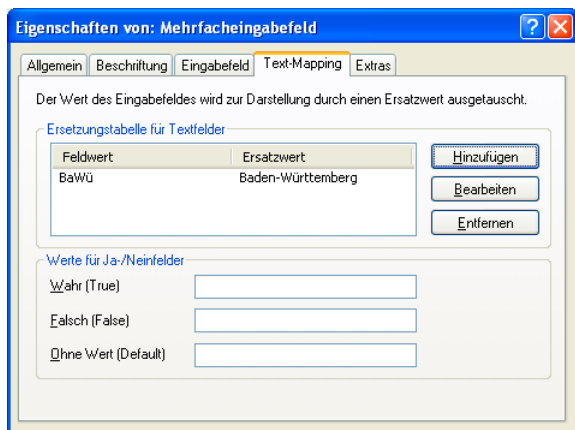 Eigenschaften von: Mehrfacheingabefeld
Allgemein Beschriftung Eingabefeld Text-Mapping Extras
Der Wert des Eingabefeldes wird zur Darstellung durch einen Ersatzwert ausgetauscht.
Ersetzungstabelle für Textfelder
Feldwert Ersatzwert
BaWü Baden-Württemberg
Hinzufügen
Bearbeiten
Entfernen
Werte für Ja-/Neinfelder
Wahr (True)
Falsch (False)
Ohne Wert (Default)